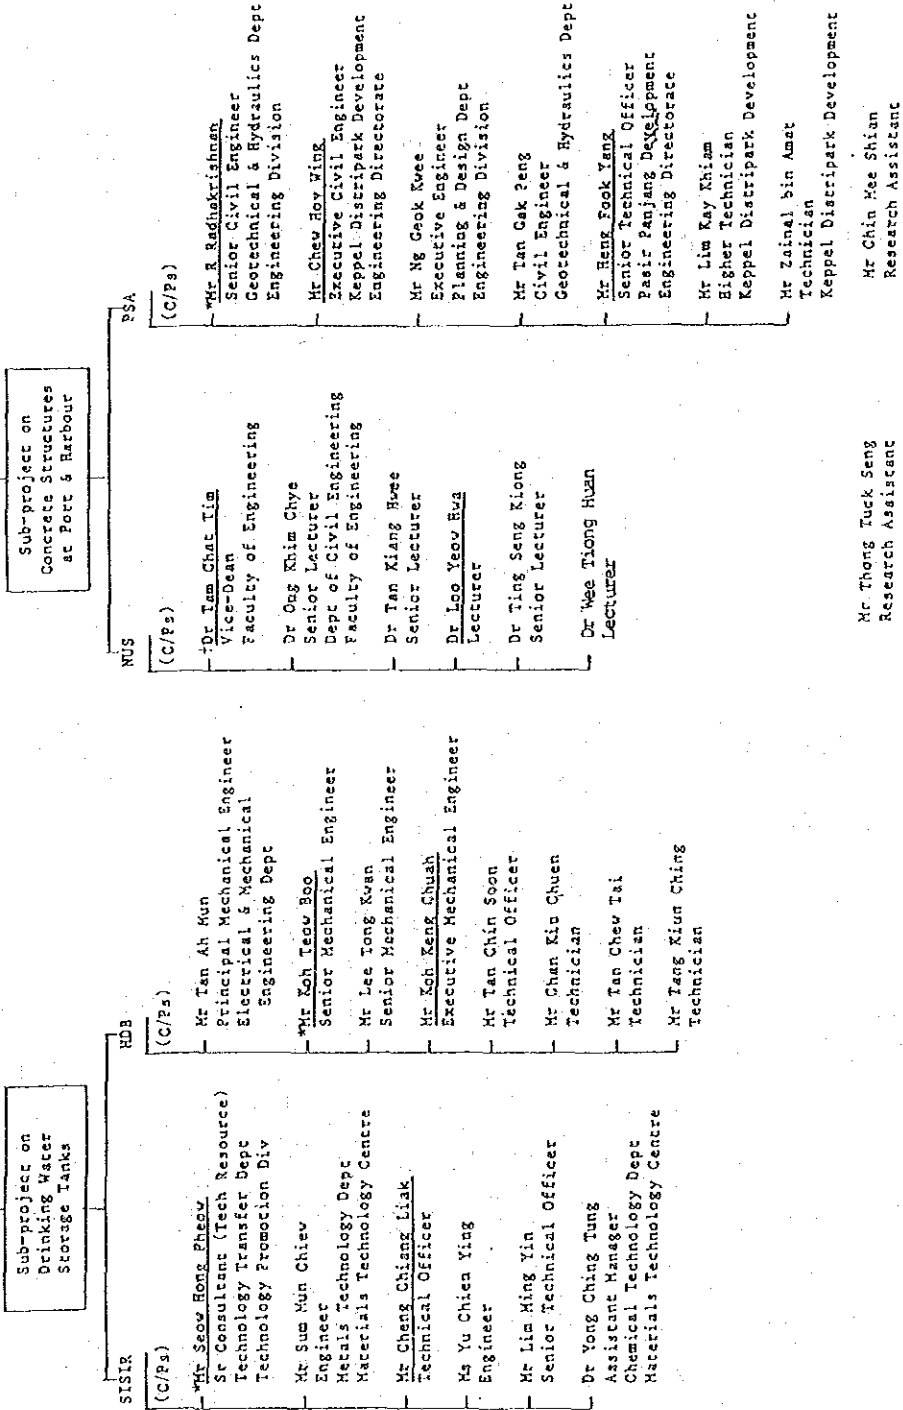 Sub-project on
Drinking Water
Storage Tanks
SISIR
(C/Ps)
*Mr Seow Hong Pheow
Sr Consultant (Tech Resource)
Technology Transfer Dept
Technology Promotion Div
Mr Sum Mun Chiew
Engineer
Metals Technology Dept
Materials Technology Centre
Mr Cheng Chiang Liak
Technical Officer
Ms Yu Chien Ying
Engineer
Mr Lim Ming Yin
Senior Technical Officer
Dr Yong Ching Tung
Assistant Manager
Chemical Technology Dept
Materials Technology Centre
HDB
(C/Ps)
Mr Tan Ah Mun
Principal Mechanical Engineer
Electrical & Mechanical
Engineering Dept
*Mr Koh Teow Boo
Senior Mechanical Engineer
Mr Lee Tong Kwan
Senior Mechanical Engineer
Mr Koh Keng Chuah
Executive Mechanical Engineer
Mr Tan Chin Soon
Technical Officer
Mr Chan Kiu Chuen
Technician
Mr Tan Chew Tai
Technician
Mr Tang Kiun Ching
Technician
Sub-project on
Concrete Structures
at Port & Harbour
NUS
(C/Ps)
†Dr Tam Chat Tim
Vice-Dean
Faculty of Engineering
Dr Ong Khim Chye
Senior Lecturer
Dept of Civil Engineering
Faculty of Engineering
Dr Tan Kiang Hwee
Senior Lecturer
Dr Loo Yeow Hwa
Lecturer
Dr Ting Seng Kiong
Senior Lecturer
Dr Wee Tiong Huan
Lecturer
Mr Thong Tuck Seng
Research Assistant
PSA
(C/Ps)
*Mr R Radhakrishnan
Senior Civil Engineer
Geotechnical & Hydraulics Dept
Engineering Division
Mr Chew Hoy Wing
Executive Civil Engineer
Keppel Distripark Development
Engineering Directorate
Mr Ng Geok Kwee
Executive Engineer
Planning & Design Dept
Engineering Division
Mr Tan Gak Peng
Civil Engineer
Geotechnical & Hydraulics Dept
Mr Heng Fook Yang
Senior Technical Officer
Pasir Panjang Development
Engineering Directorate
Mr Lim Kay Khiam
Higher Technician
Keppel Distripark Development
Mr Zainal bin Amat
Technician
Keppel Distripark Development
Mr Chin Mee Shian
Research Assistant